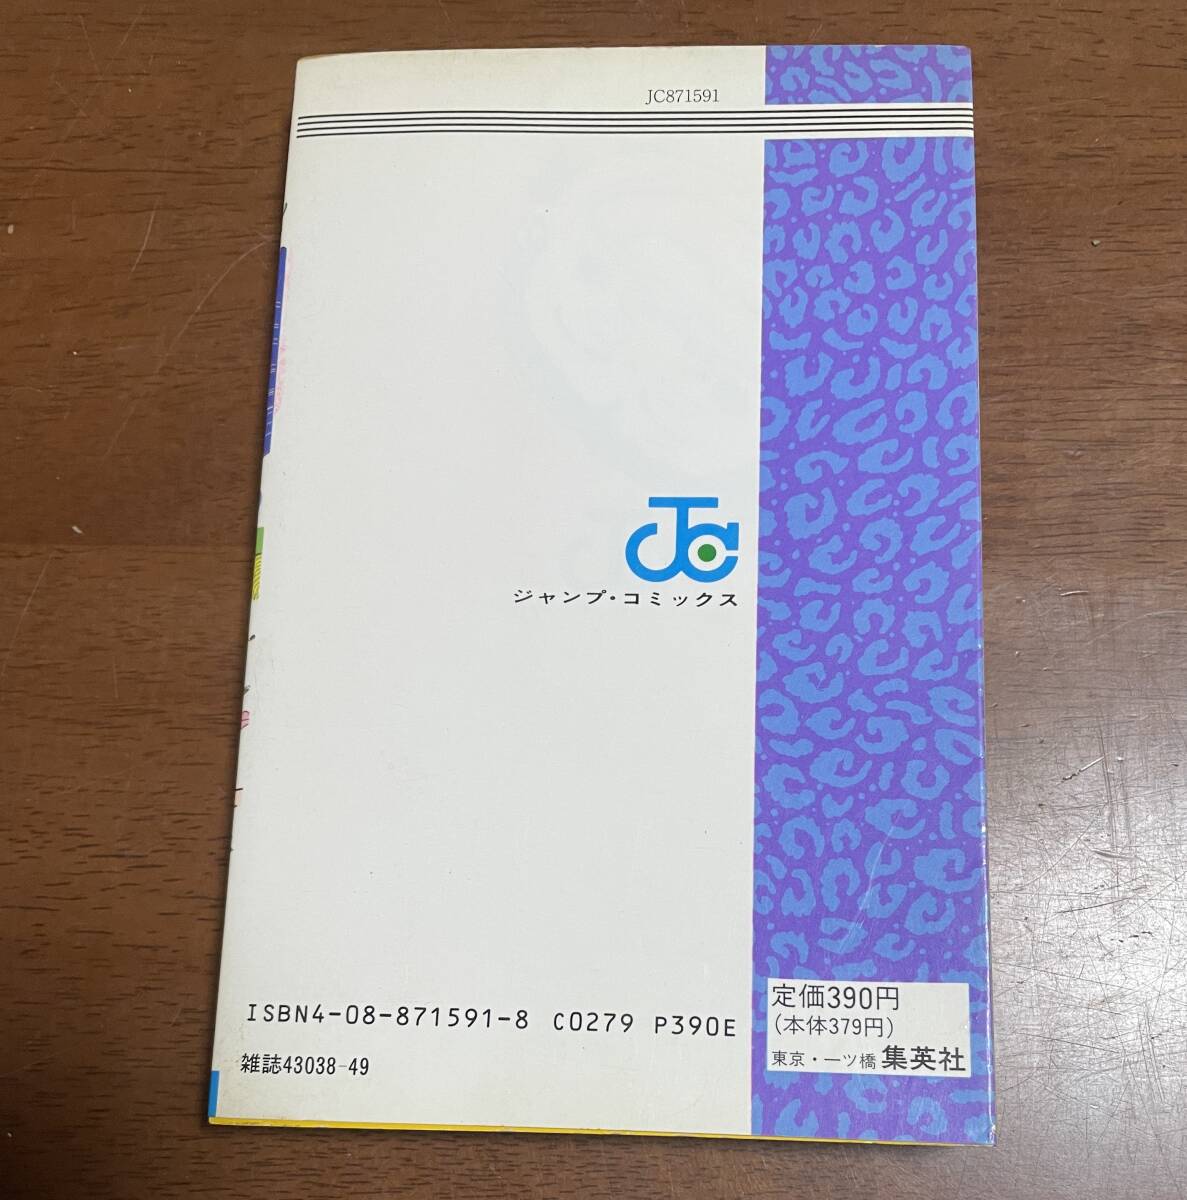 JC871591
JC
ジャンプ・コミックス
ISBN4-08-871591-8 C0279 P390E
雑誌43038-49
定価390円
(本体379円)
東京・一ツ橋 集英社